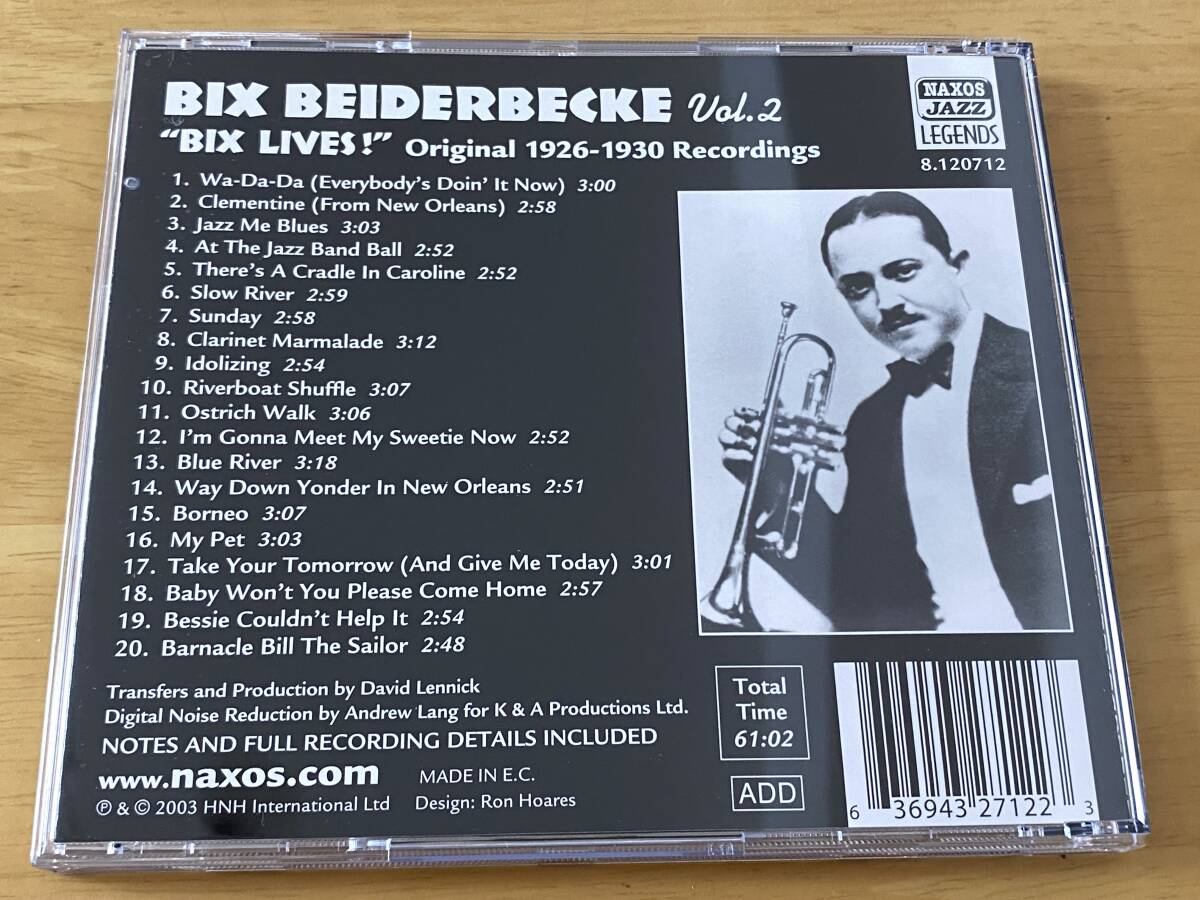 BIX BEIDERBECKE Vol.2
"BIX LIVES!" Original 1926-1930 Recordings
NAXOS
JAZZ
LEGENDS
8.120712
1. Wa-Da-Da (Everybody's Doin' It Now) 3:00
2. Clementine (From New Orleans) 2:58
3. Jazz Me Blues 3:03
4. At The Jazz Band Ball 2:52
5. There's A Cradle In Caroline 2:52
6. Slow River 2:59
7. Sunday 2:58
8. Clarinet Marmalade 3:12
9. Idolizing 2:54
10. Riverboat Shuffle 3:07
11. Ostrich Walk 3:06
12. I'm Gonna Meet My Sweetie Now 2:52
13. Blue River 3:18
14. Way Down Yonder In New Orleans 2:51
15. Borneo 3:07
16. My Pet 3:03
17. Take Your Tomorrow (And Give Me Today) 3:01
18. Baby Won't You Please Come Home 2:57
19. Bessie Couldn't Help It 2:54
20. Barnacle Bill The Sailor 2:48
Transfers and Production by David Lennick
Digital Noise Reduction by Andrew Lang for K & A Productions Ltd.
NOTES AND FULL RECORDING DETAILS INCLUDED
www.naxos.com MADE IN E.C.
℗ & © 2003 HNH International Ltd Design: Ron Hoares
Total
Time
61:02
ADD
6 36943 27122 3